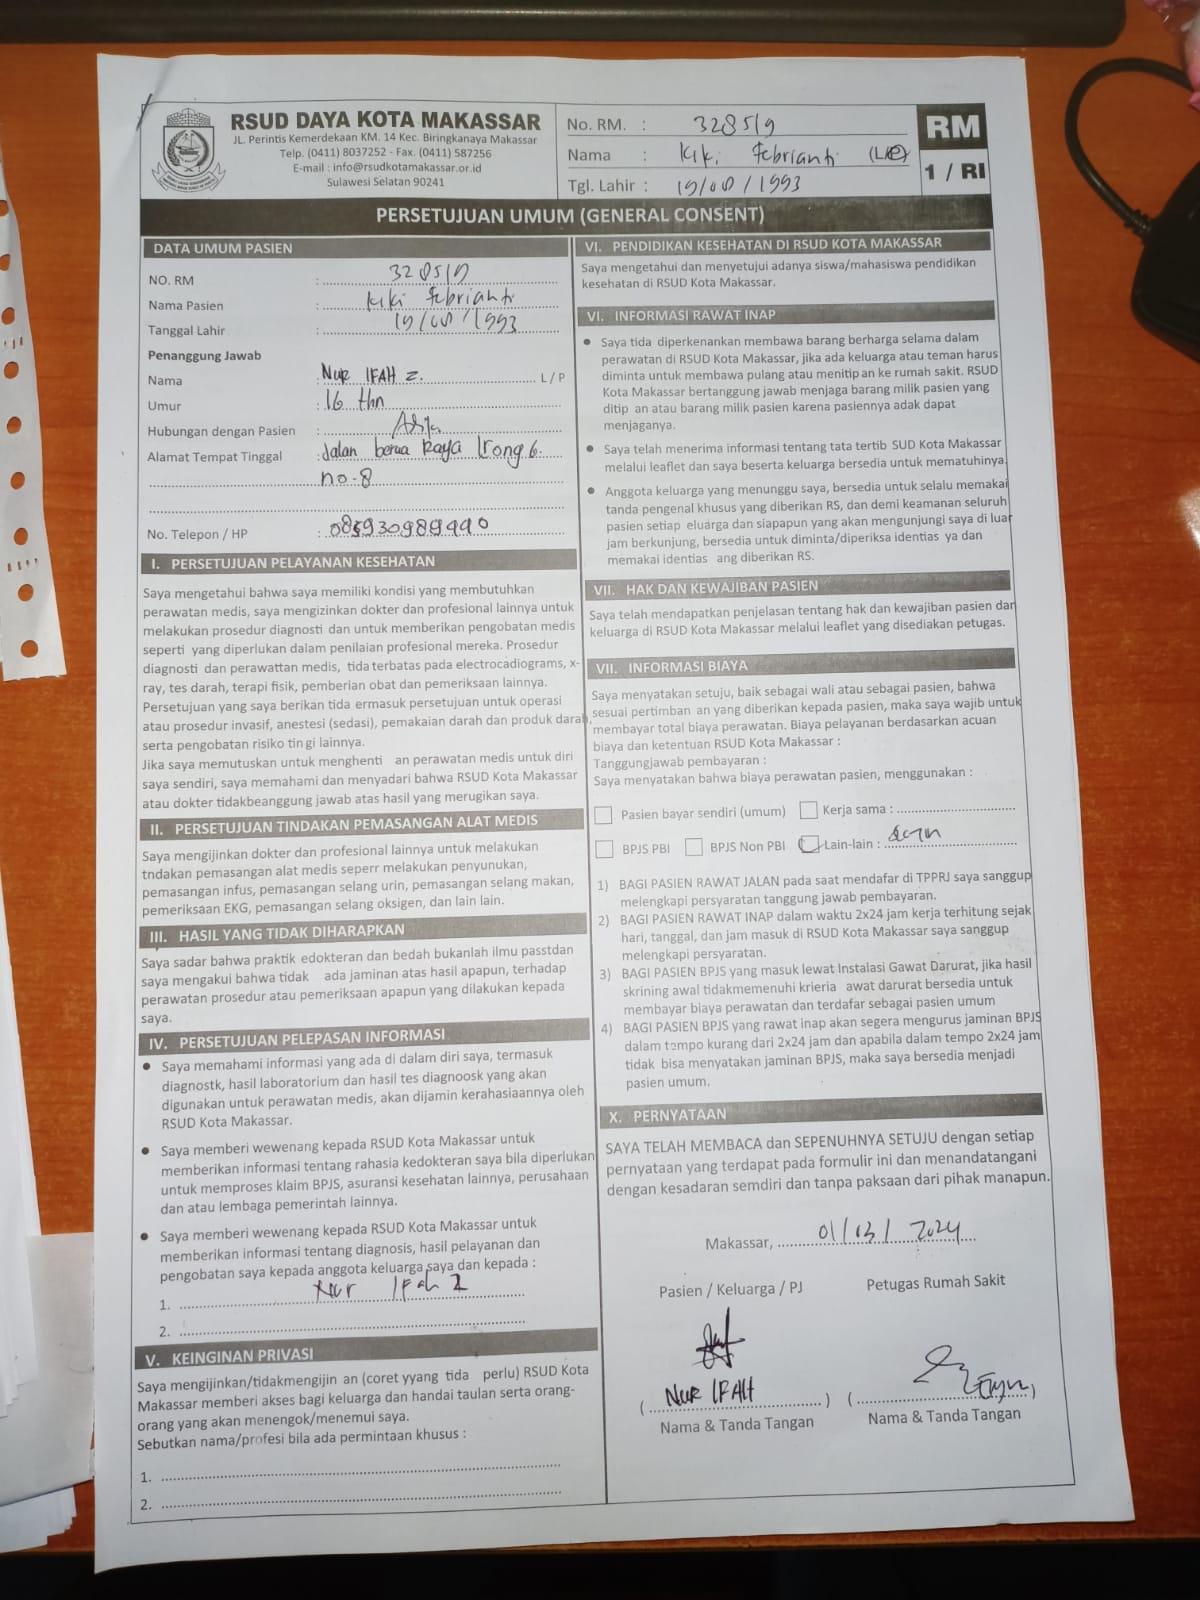 RSUD DAYA KOTA MAKASSAR
JL. Perintis Kemerdekaan KM. 14 Kec. Biringkanaya Makassar
Telp. (0411) 8037252 - Fax. (0411) 587256
E-mail : info@rsudkotamakassar.or.id
Sulawesi Selatan 90241
No. RM. : 328519
Nama : Kiki Febrianti (L/P)
Tgl. Lahir : 19/08/1993
RM
1 / RI
PERSETUJUAN UMUM (GENERAL CONSENT)
DATA UMUM PASIEN
NO. RM : 328519
Nama Pasien : Kiki Febrianti
Tanggal Lahir : 19/08/1993
Penanggung Jawab
Nama : Nur IFAH Z. L / P
Umur : 16 thn
Hubungan dengan Pasien :
Alamat Tempat Tinggal : Jalan berua Raya lrong 6.
no-8
No. Telepon / HP : 085930989990
I. PERSETUJUAN PELAYANAN KESEHATAN
Saya mengetahui bahwa saya memiliki kondisi yang membutuhkan
perawatan medis, saya mengizinkan dokter dan profesional lainnya untuk
melakukan prosedur diagnosti dan untuk memberikan pengobatan medis
seperti yang diperlukan dalam penilaian profesional mereka. Prosedur
diagnosti dan perawattan medis, tida terbatas pada electrocadiograms, x-
ray, tes darah, terapi fisik, pemberian obat dan pemeriksaan lainnya.
Persetujuan yang saya berikan tida ermasuk persetujuan untuk operasi
atau prosedur invasif, anestesi (sedasi), pemakaian darah dan produk darah,
serta pengobatan risiko tingi lainnya.
Jika saya memutuskan untuk menghenti an perawatan medis untuk diri
saya sendiri, saya memahami dan menyadari bahwa RSUD Kota Makassar
atau dokter tidakbeanggung jawab atas hasil yang merugikan saya.
II. PERSETUJUAN TINDAKAN PEMASANGAN ALAT MEDIS
Saya mengijinkan dokter dan profesional lainnya untuk melakukan
tndakan pemasangan alat medis seperr melakukan penyunukan,
pemasangan infus, pemasangan selang urin, pemasangan selang makan,
pemeriksaan EKG, pemasangan selang oksigen, dan lain lain.
III. HASIL YANG TIDAK DIHARAPKAN
Saya sadar bahwa praktik edokteran dan bedah bukanlah ilmu passtdan
saya mengakui bahwa tidak ada jaminan atas hasil apapun, terhadap
perawatan prosedur atau pemeriksaan apapun yang dilakukan kepada
saya.
IV. PERSETUJUAN PELEPASAN INFORMASI
• Saya memahami informasi yang ada di dalam diri saya, termasuk
diagnostk, hasil laboratorium dan hasil tes diagnoosk yang akan
digunakan untuk perawatan medis, akan dijamin kerahasiaannya oleh
RSUD Kota Makassar.
• Saya memberi wewenang kepada RSUD Kota Makassar untuk
memberikan informasi tentang rahasia kedokteran saya bila diperlukan
untuk memproses klaim BPJS, asuransi kesehatan lainnya, perusahaan
dan atau lembaga pemerintah lainnya.
• Saya memberi wewenang kepada RSUD Kota Makassar untuk
memberikan informasi tentang diagnosis, hasil pelayanan dan
pengobatan saya kepada anggota keluarga saya dan kepada :
1. Nur IFah Z
2.
V. KEINGINAN PRIVASI
Saya mengijinkan/tidakmengijin an (coret yyang tida perlu) RSUD Kota
Makassar memberi akses bagi keluarga dan handai taulan serta orang-
orang yang akan menengok/menemui saya.
Sebutkan nama/profesi bila ada permintaan khusus :
1.
2.
VI. PENDIDIKAN KESEHATAN DI RSUD KOTA MAKASSAR
Saya mengetahui dan menyetujui adanya siswa/mahasiswa pendidikan
kesehatan di RSUD Kota Makassar.
VI. INFORMASI RAWAT INAP
• Saya tida diperkenankan membawa barang berharga selama dalam
perawatan di RSUD Kota Makassar, jika ada keluarga atau teman harus
diminta untuk membawa pulang atau menitip an ke rumah sakit. RSUD
Kota Makassar bertanggung jawab menjaga barang milik pasien yang
ditip an atau barang milik pasien karena pasiennya adak dapat
menjaganya.
• Saya telah menerima informasi tentang tata tertib SUD Kota Makassar
melalui leaflet dan saya beserta keluarga bersedia untuk mematuhinya.
• Anggota keluarga yang menunggu saya, bersedia untuk selalu memakai
tanda pengenal khusus yang diberikan RS, dan demi keamanan seluruh
pasien setiap eluarga dan siapapun yang akan mengunjungi saya di luar
jam berkunjung, bersedia untuk diminta/diperiksa identias ya dan
memakai identias ang diberikan RS.
VII. HAK DAN KEWAJIBAN PASIEN
Saya telah mendapatkan penjelasan tentang hak dan kewajiban pasien dan
keluarga di RSUD Kota Makassar melalui leaflet yang disediakan petugas.
VII. INFORMASI BIAYA
Saya menyatakan setuju, baik sebagai wali atau sebagai pasien, bahwa
sesuai pertimban an yang diberikan kepada pasien, maka saya wajib untuk
membayar total biaya perawatan. Biaya pelayanan berdasarkan acuan
biaya dan ketentuan RSUD Kota Makassar :
Tanggungjawab pembayaran :
Saya menyatakan bahwa biaya perawatan pasien, menggunakan :
Pasien bayar sendiri (umum) Kerja sama :
BPJS PBI BPJS Non PBI Lain-lain :
1) BAGI PASIEN RAWAT JALAN pada saat mendafar di TPPRJ saya sanggup
melengkapi persyaratan tanggung jawab pembayaran.
2) BAGI PASIEN RAWAT INAP dalam waktu 2x24 jam kerja terhitung sejak
hari, tanggal, dan jam masuk di RSUD Kota Makassar saya sanggup
melengkapi persyaratan.
3) BAGI PASIEN BPJS yang masuk lewat Instalasi Gawat Darurat, jika hasil
skrining awal tidakmemenuhi krieria awat darurat bersedia untuk
membayar biaya perawatan dan terdafar sebagai pasien umum
4) BAGI PASIEN BPJS yang rawat inap akan segera mengurus jaminan BPJS
dalam tempo kurang dari 2x24 jam dan apabila dalam tempo 2x24 jam
tidak bisa menyatakan jaminan BPJS, maka saya bersedia menjadi
pasien umum.
X. PERNYATAAN
SAYA TELAH MEMBACA dan SEPENUHNYA SETUJU dengan setiap
pernyataan yang terdapat pada formulir ini dan menandatangani
dengan kesadaran semdiri dan tanpa paksaan dari pihak manapun.
Makassar, 01/03/2024
Pasien / Keluarga / PJ Petugas Rumah Sakit
( NUR IFAH ) ( )
Nama & Tanda Tangan Nama & Tanda Tangan